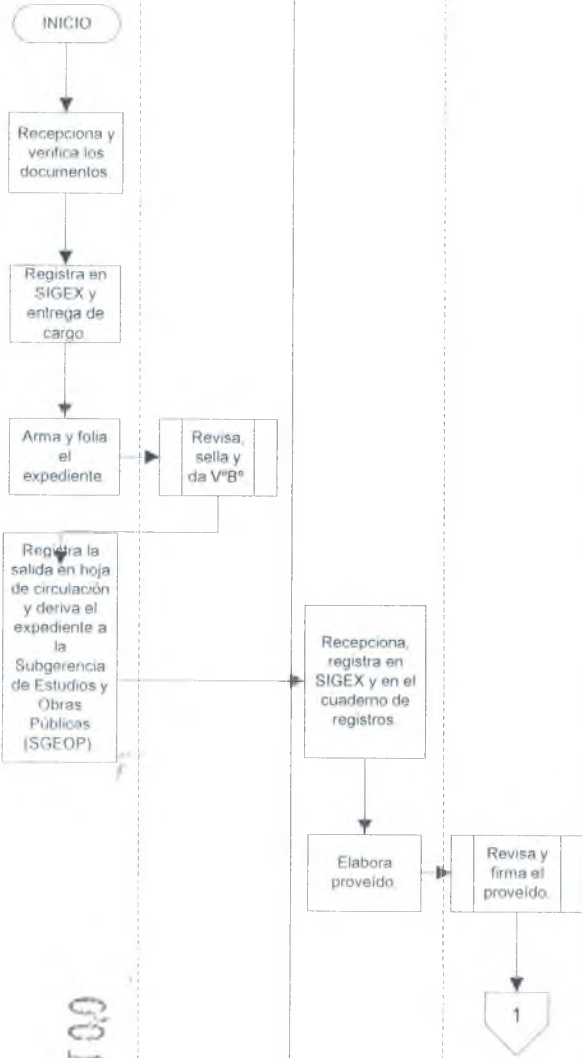 INICIO
Recepciona y
verifica los
documentos
Registra en
SIGEX y
entrega de
cargo
Arma y folia
el
expediente
Revisa,
sella y
da VºBº
Registra la
salida en hoja
de circulación
y deriva el
expediente a
la
Subgerencia
de Estudios y
Obras
Públicas
(SGEOP)
Recepciona,
registra en
SIGEX y en el
cuaderno de
registros.
Elabora
proveído.
Revisa y
firma el
proveído.
1